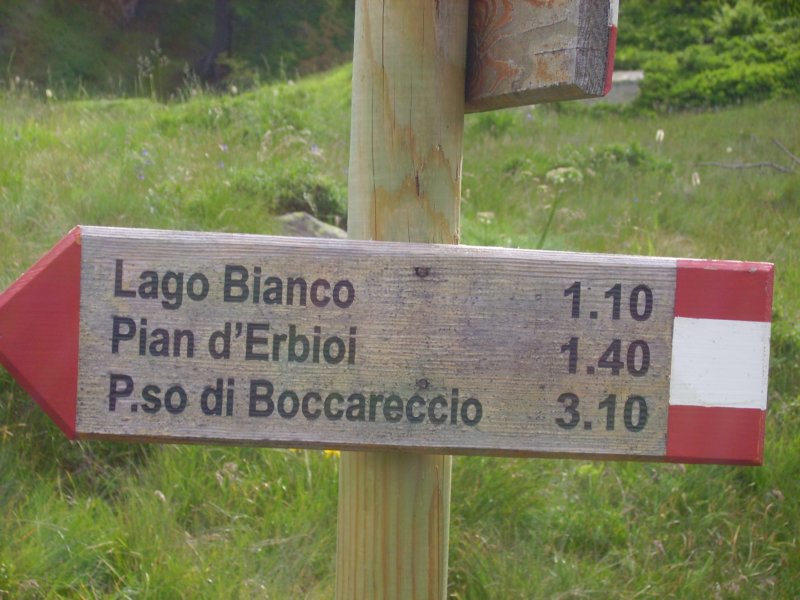 Lago Bianco 1.10
Pian d'Erbioi 1.40
P.so di Boccareccio 3.10